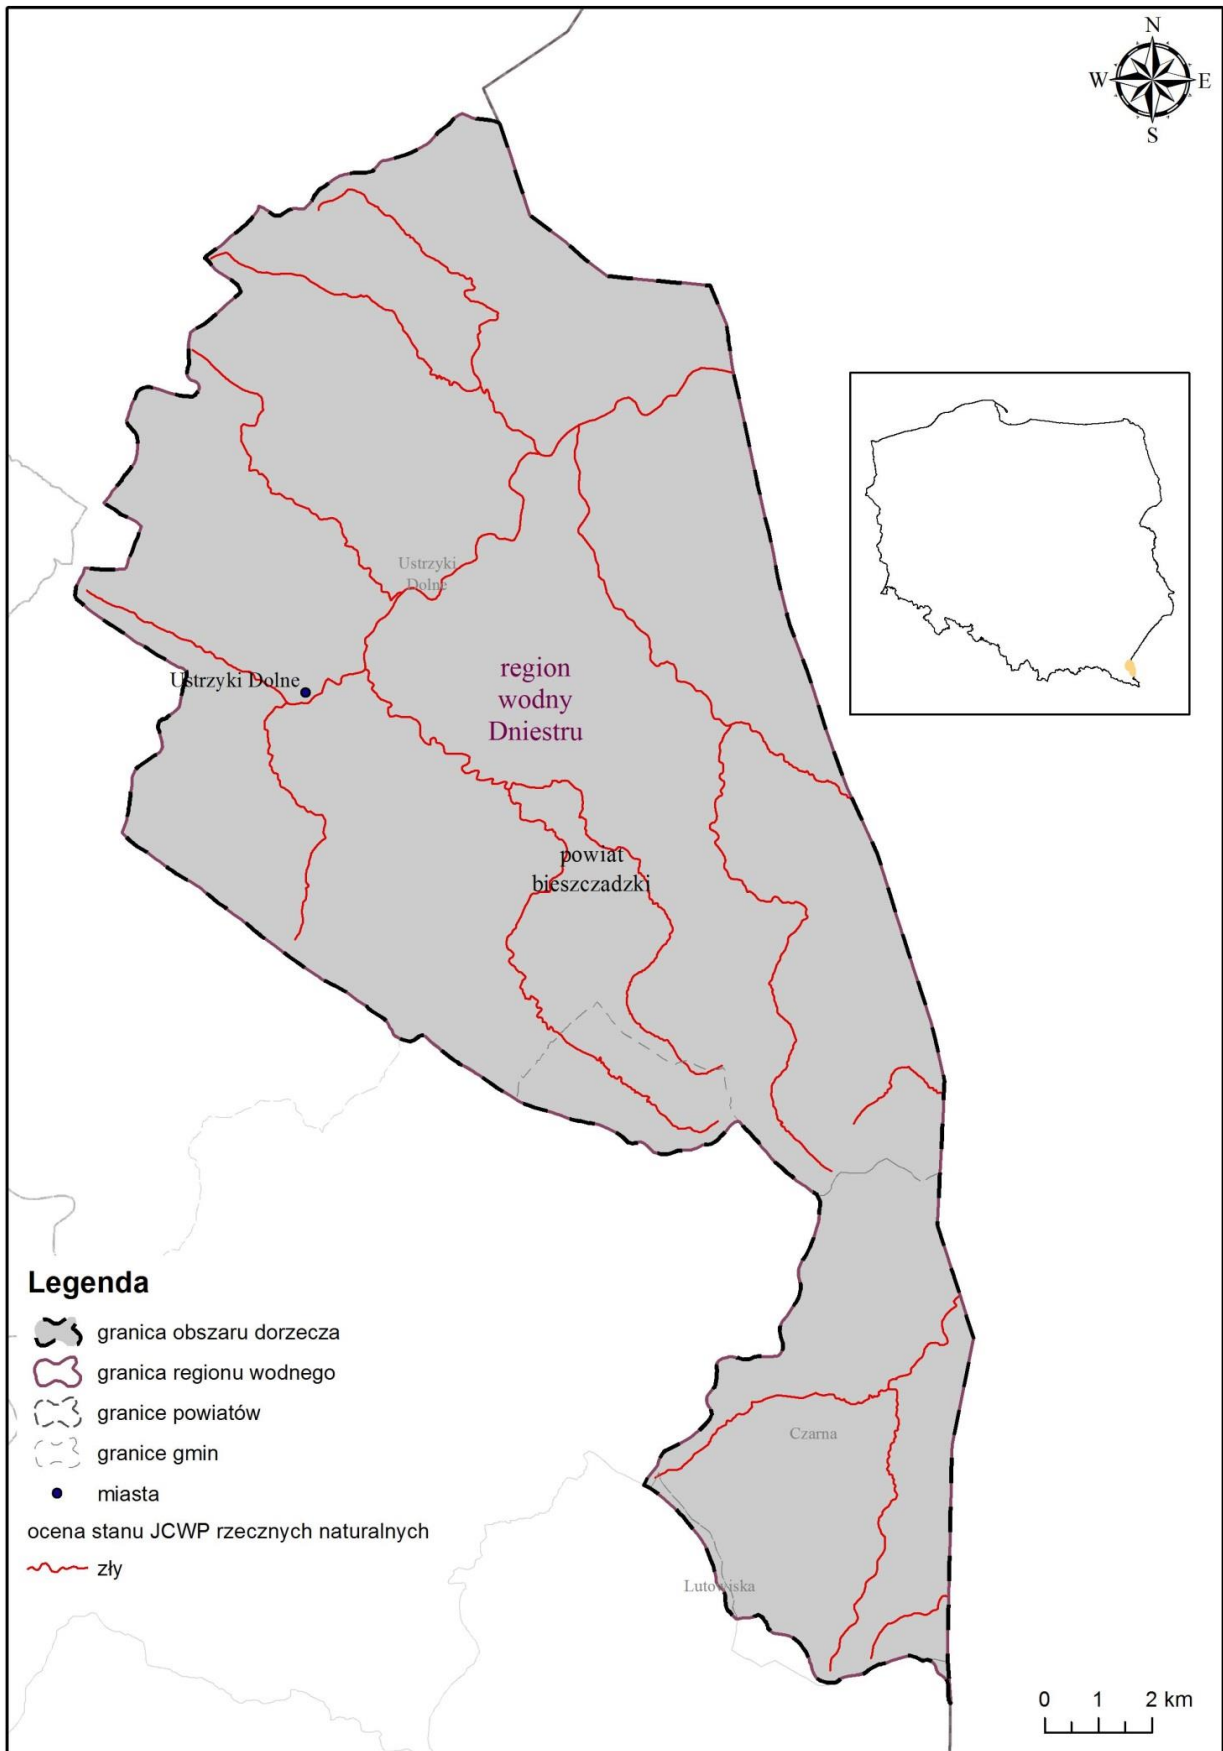 N
W E
S
Ustrzyki
Dolne
Ustrzyki Dolne
region
wodny
Dniestru
powiat
bieszczadzki
Czarna
Lutowiska
Legenda
granica obszaru dorzecza
granica regionu wodnego
granice powiatów
granice gmin
miasta
ocena stanu JCWP rzecznych naturalnych
zły
0 1 2 km